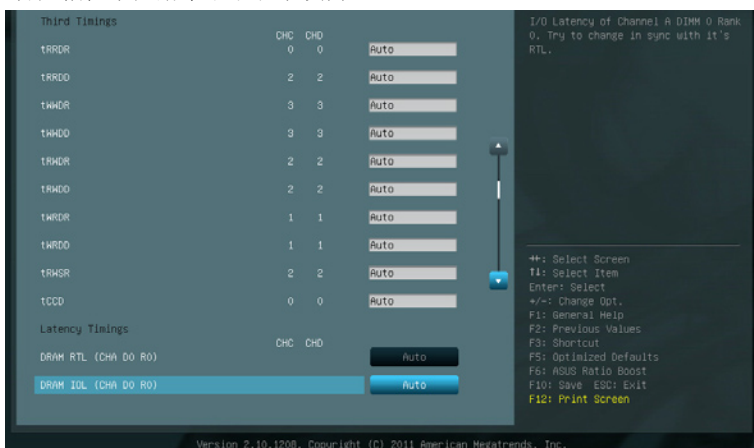 Third Timings
CHC CHD
tRRDR 0 0 Auto
tRRDD 2 2 Auto
tWWDR 3 3 Auto
tWWDD 3 3 Auto
tRWDR 2 2 Auto
tRWDD 2 2 Auto
tWRDR 1 1 Auto
tWRDD 1 1 Auto
tRWSR 2 2 Auto
tCCD 0 0 Auto
Latency Timings
CHC CHD
DRAM RTL (CHA D0 R0) Auto
DRAM IOL (CHA D0 R0) Auto
I/O Latency of Channel A DIMM 0 Rank
0. Try to change in sync with it's
RTL.
→←: Select Screen
↑↓: Select Item
Enter: Select
+/-: Change Opt.
F1: General Help
F2: Previous Values
F3: Shortcut
F5: Optimized Defaults
F6: ASUS Ratio Boost
F10: Save ESC: Exit
F12: Print Screen
Version 2.10.1208. Copyright (C) 2011 American Megatrends, Inc.